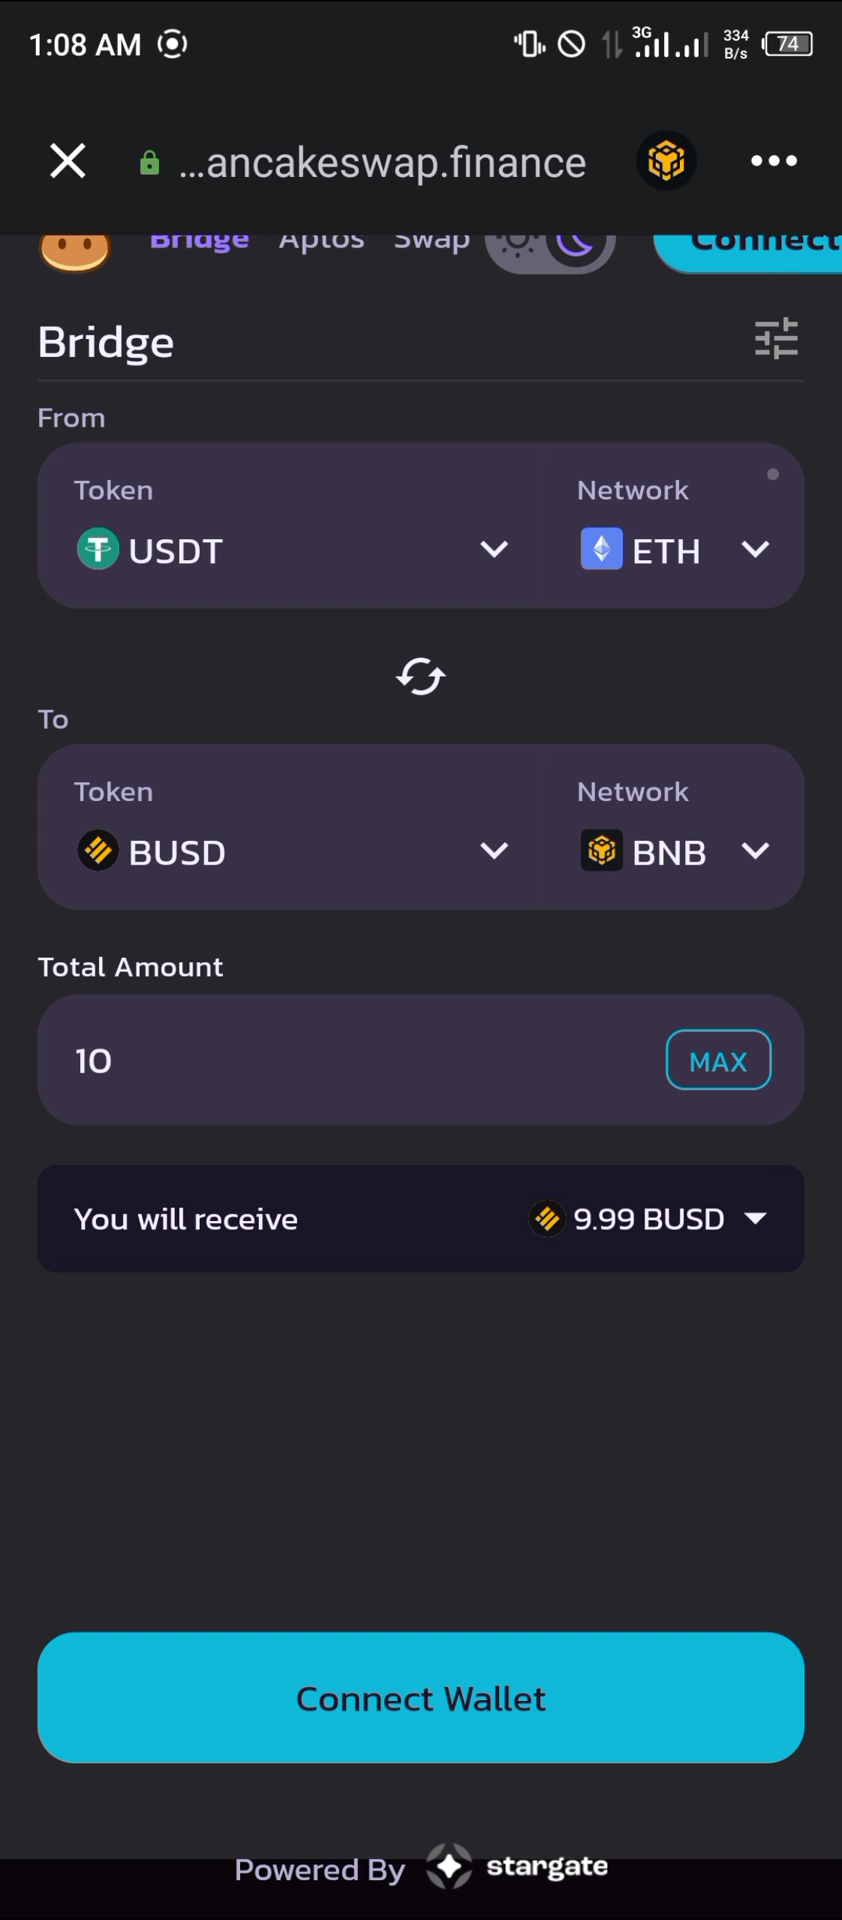 1:08 AM 3G 334 B/s 74
...ancakeswap.finance
Bridge Aptos Swap Connect
Bridge
From
Token Network
USDT ETH
To
Token Network
BUSD BNB
Total Amount
10 MAX
You will receive 9.99 BUSD
Connect Wallet
Powered By stargate